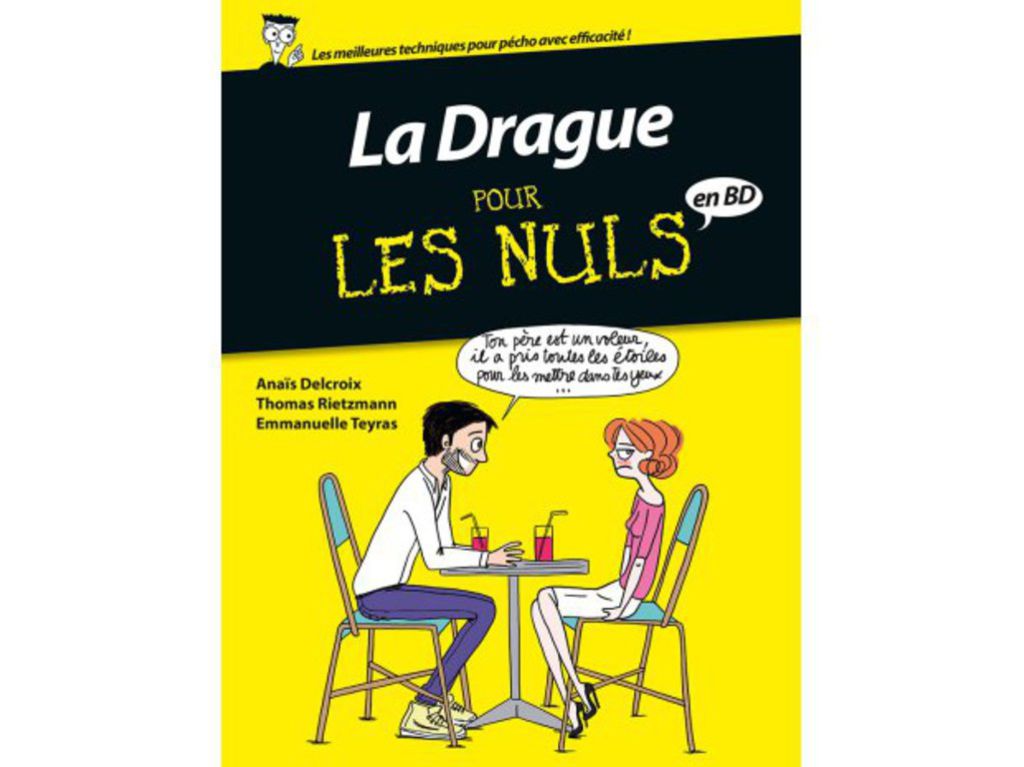 Les meilleures techniques pour pécho avec efficacité !
La Drague
POUR
en BD
LES NULS
Ton père est un voleur,
il a pris toutes les étoiles
pour les mettre dans tes yeux
...
Anaïs Delcroix
Thomas Rietzmann
Emmanuelle Teyras